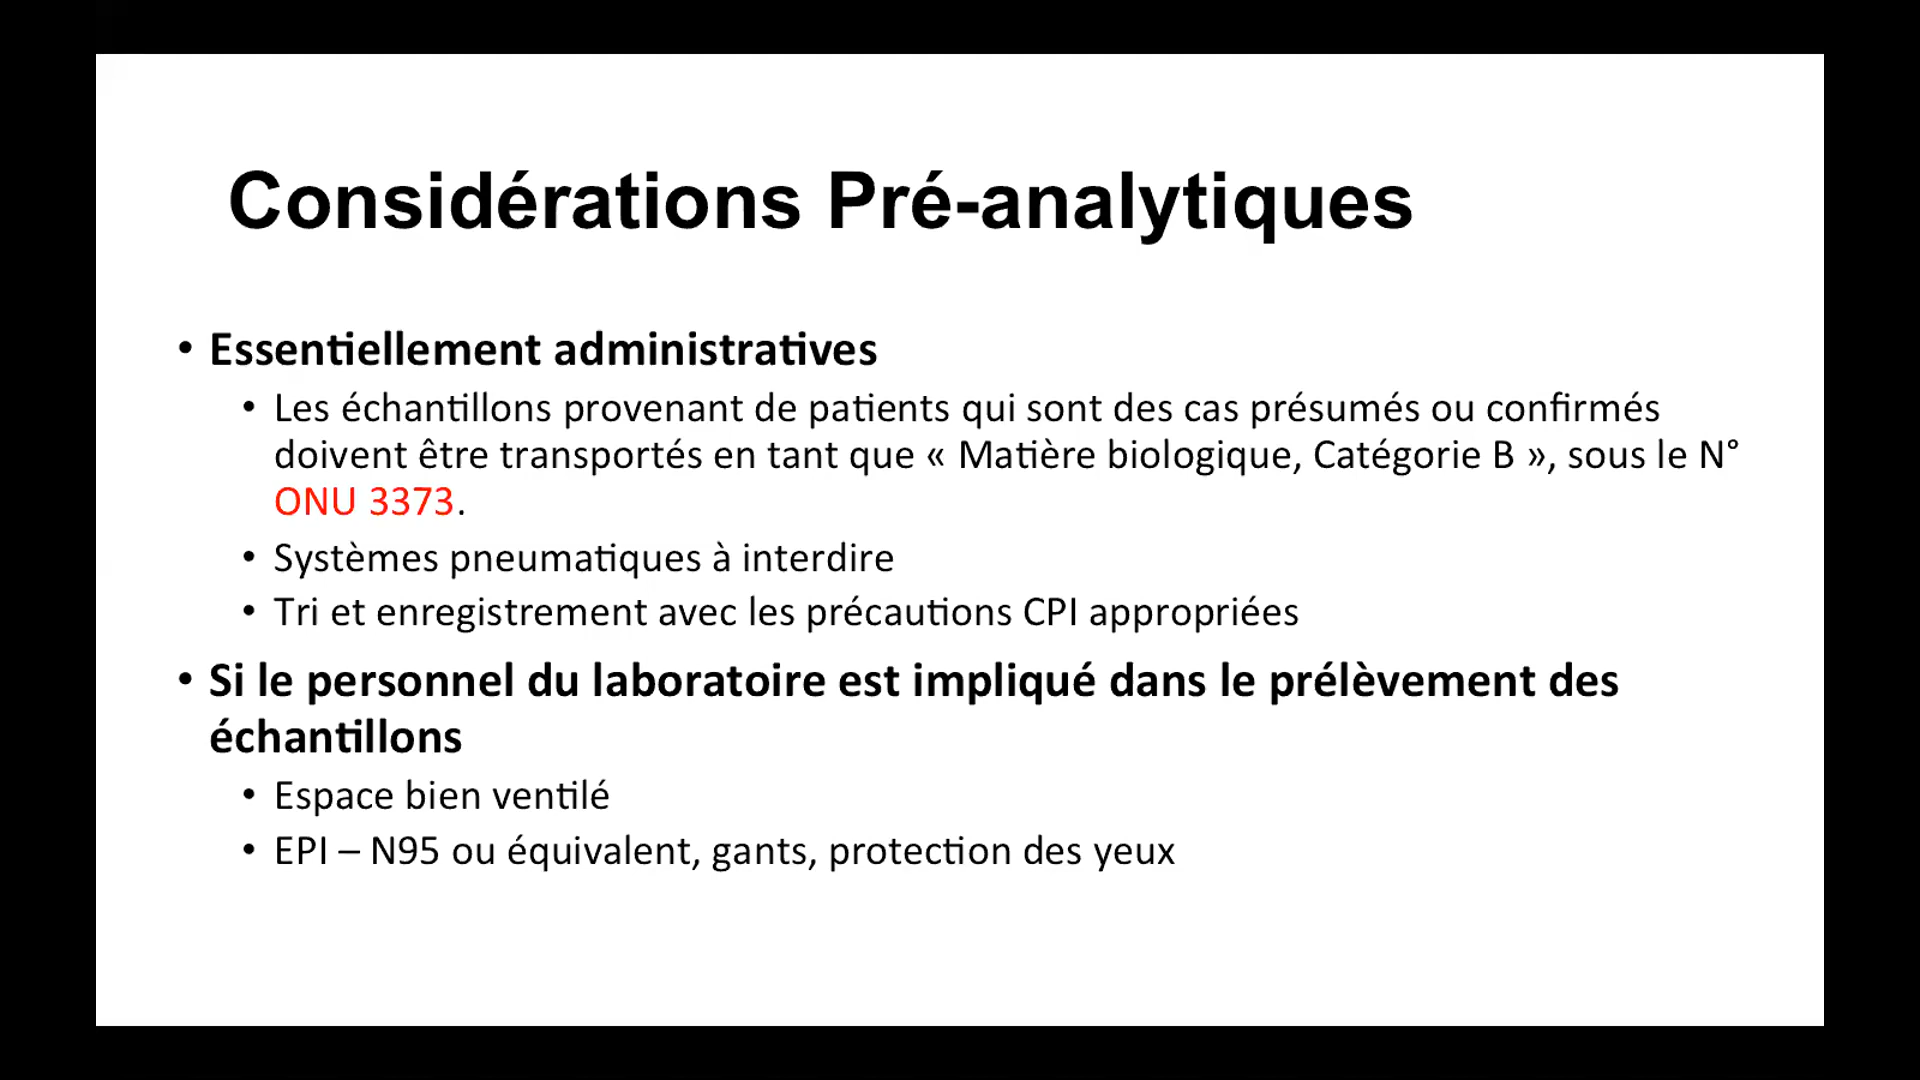 Considérations Pré-analytiques
• Essentiellement administratives
• Les échantillons provenant de patients qui sont des cas présumés ou confirmés
doivent être transportés en tant que « Matière biologique, Catégorie B », sous le N°
ONU 3373.
• Systèmes pneumatiques à interdire
• Tri et enregistrement avec les précautions CPI appropriées
• Si le personnel du laboratoire est impliqué dans le prélèvement des
échantillons
• Espace bien ventilé
• EPI – N95 ou équivalent, gants, protection des yeux